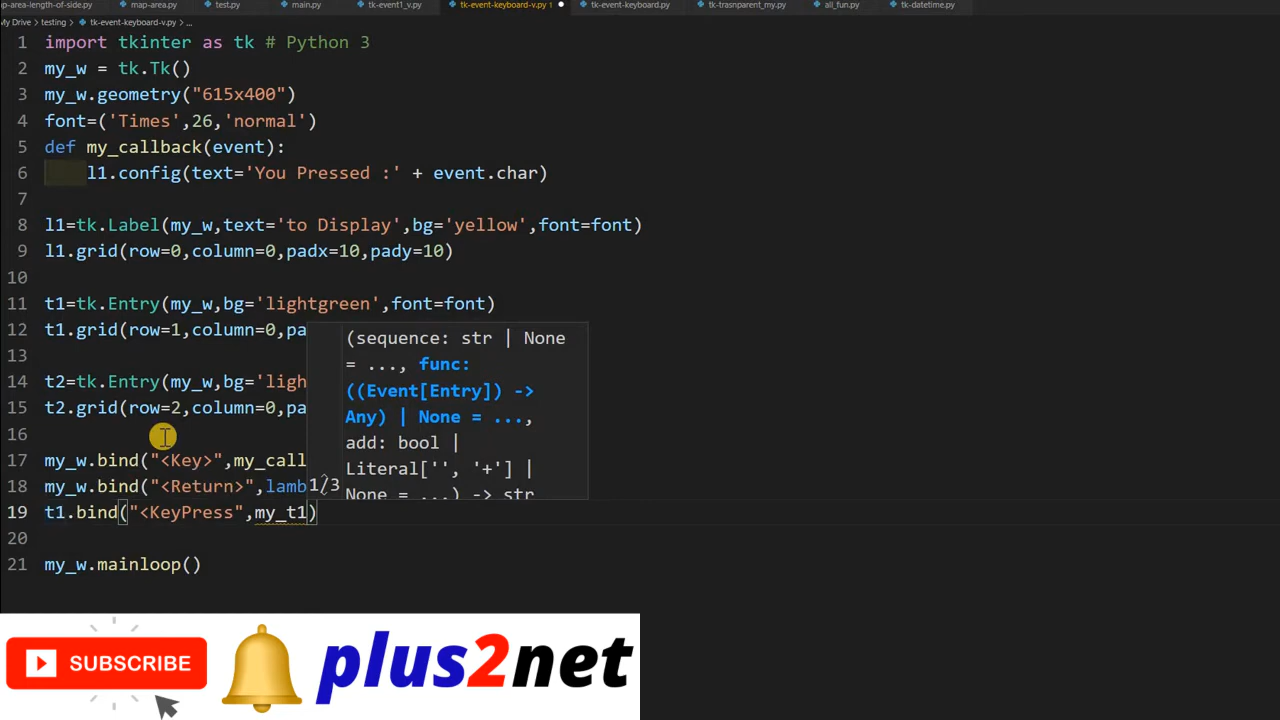 p-area-length-of-side.py map-area.py test.py main.py tk-event1_v.py tk-event-keyboard-v.py 1 tk-event-keyboard.py tk-trasnparent_my.py all_fun.py tk-datetime.py
My Drive > testing > tk-event-keyboard-v.py > ...
1 import tkinter as tk # Python 3
2 my_w = tk.Tk()
3 my_w.geometry("615x400")
4 font=('Times',26,'normal')
5 def my_callback(event):
6 l1.config(text='You Pressed :' + event.char)
7
8 l1=tk.Label(my_w,text='to Display',bg='yellow',font=font)
9 l1.grid(row=0,column=0,padx=10,pady=10)
10
11 t1=tk.Entry(my_w,bg='lightgreen',font=font)
12 t1.grid(row=1,column=0,pa
13
14 t2=tk.Entry(my_w,bg='ligh
15 t2.grid(row=2,column=0,pa
16
17 my_w.bind("<Key>",my_call
18 my_w.bind("<Return>",lamb
19 t1.bind("<KeyPress",my_t1)
20
21 my_w.mainloop()
(sequence: str | None
= ..., func:
((Event[Entry]) ->
Any) | None = ...,
add: bool |
Literal['', '+'] |
None = ...) -> str
1/3
SUBSCRIBE
plus2net